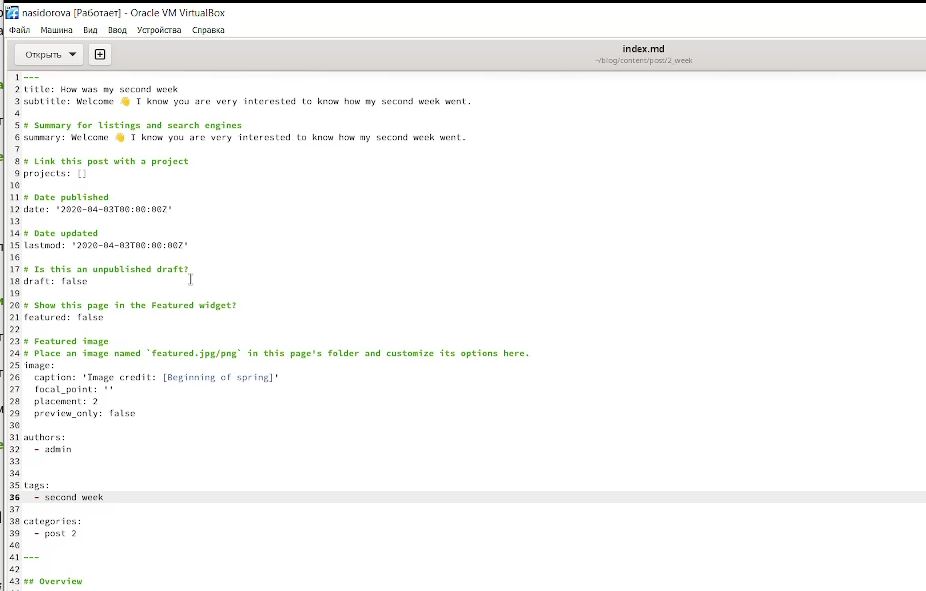 nasidorova [Работает] - Oracle VM VirtualBox
Файл Машина Вид Ввод Устройства Справка
Открыть
index.md
~/blog/content/post/2_week
1 ---
2 title: How was my second week
3 subtitle: Welcome 👋 I know you are very interested to know how my second week went.
4
5 # Summary for listings and search engines
6 summary: Welcome 👋 I know you are very interested to know how my second week went.
7
8 # Link this post with a project
9 projects: []
10
11 # Date published
12 date: '2020-04-03T00:00:00Z'
13
14 # Date updated
15 lastmod: '2020-04-03T00:00:00Z'
16
17 # Is this an unpublished draft?
18 draft: false
19
20 # Show this page in the Featured widget?
21 featured: false
22
23 # Featured image
24 # Place an image named `featured.jpg/png` in this page's folder and customize its options here.
25 image:
26   caption: 'Image credit: [Beginning of spring]'
27   focal_point: ''
28   placement: 2
29   preview_only: false
30
31 authors:
32   - admin
33
34
35 tags:
36   - second week
37
38 categories:
39   - post 2
40
41 ---
42
43 ## Overview